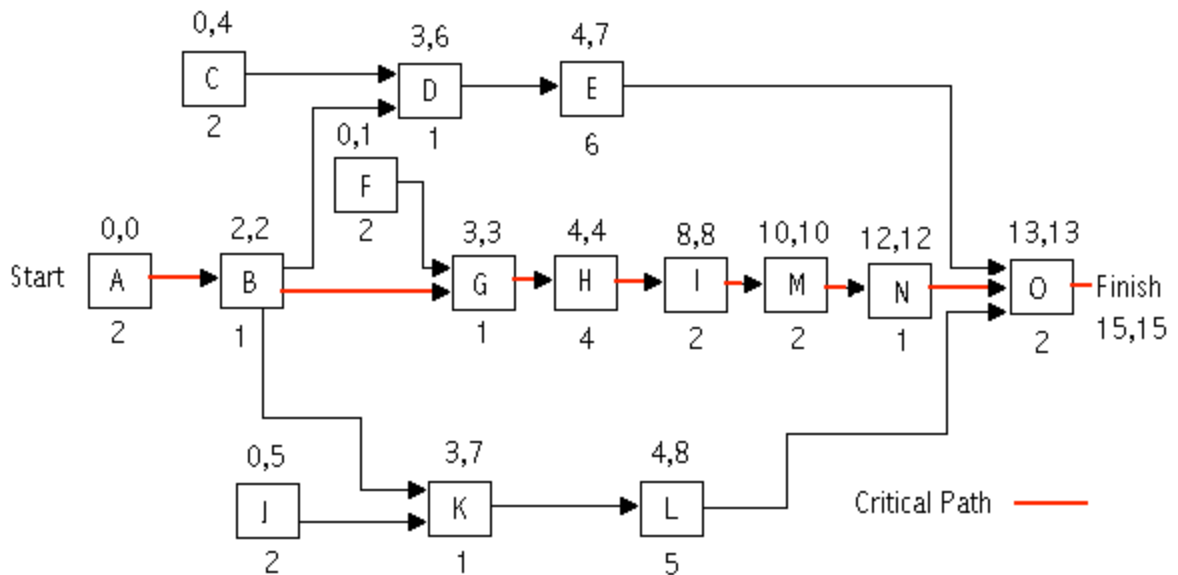 0,4
C
2
3,6
D
1
4,7
E
6
0,1
F
2
Start
0,0
A
2
2,2
B
1
3,3
G
1
4,4
H
4
8,8
I
2
10,10
M
2
12,12
N
1
13,13
O
2
Finish
15,15
0,5
J
2
3,7
K
1
4,8
L
5
Critical Path